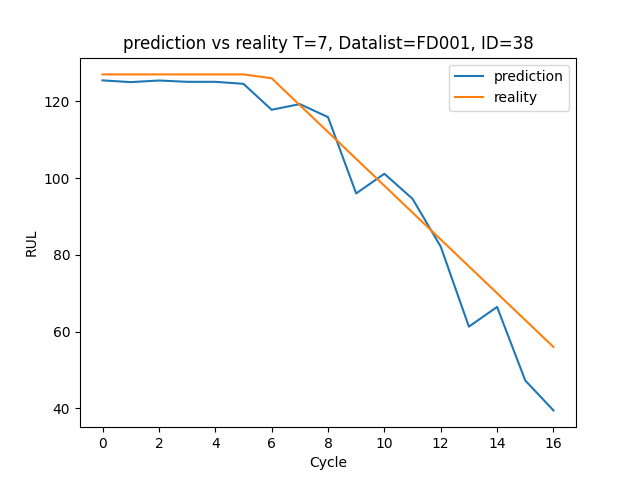 prediction vs reality T=7, Datalist=FD001, ID=38
prediction
reality
RUL
120
100
80
60
40
0 2 4 6 8 10 12 14 16
Cycle